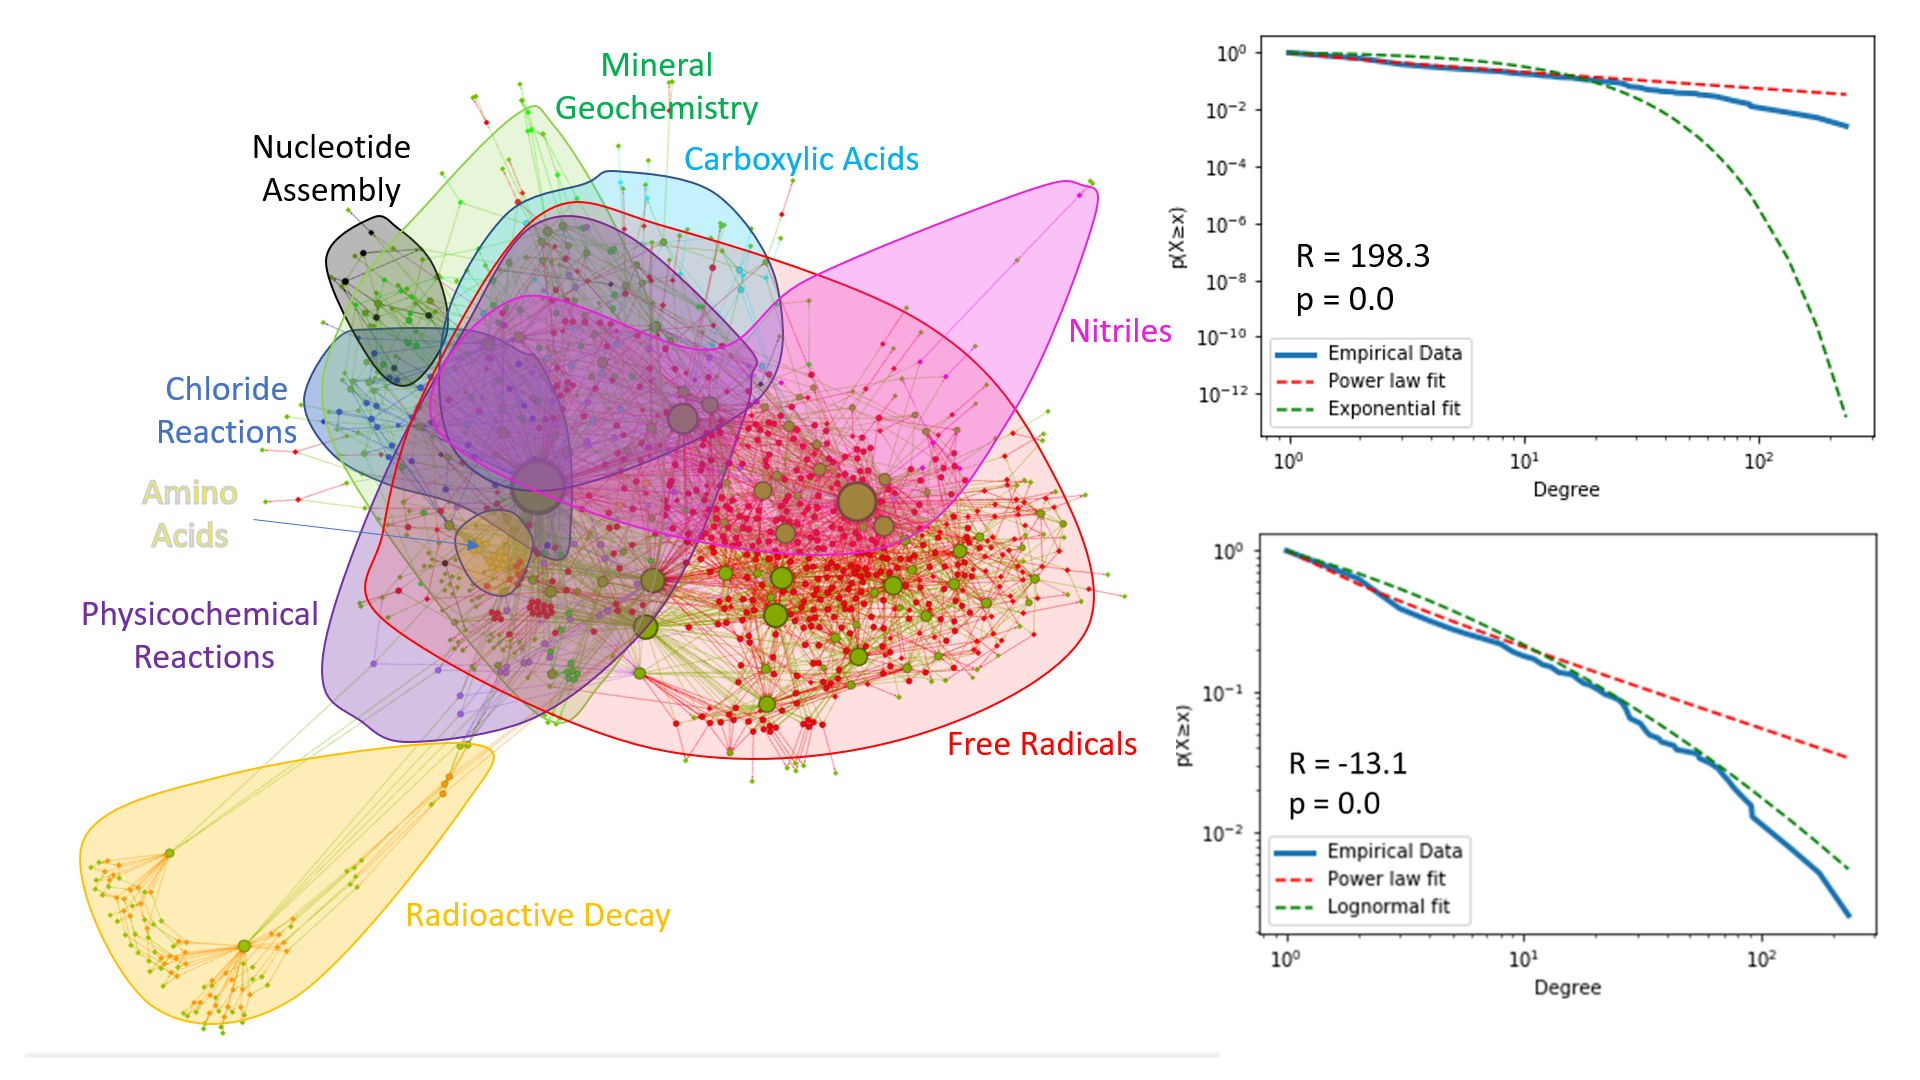 Mineral
Geochemistry
Nucleotide
Assembly
Carboxylic Acids
Nitriles
Chloride
Reactions
Amino
Acids
Physicochemical
Reactions
Free Radicals
Radioactive Decay
10⁰
10⁻²
10⁻⁴
10⁻⁶
10⁻⁸
10⁻¹⁰
10⁻¹²
p(X≥x)
R = 198.3
p = 0.0
Empirical Data
Power law fit
Exponential fit
10⁰ 10¹ 10²
Degree
10⁰
10⁻¹
10⁻²
p(X≥x)
R = -13.1
p = 0.0
Empirical Data
Power law fit
Lognormal fit
10⁰ 10¹ 10²
Degree